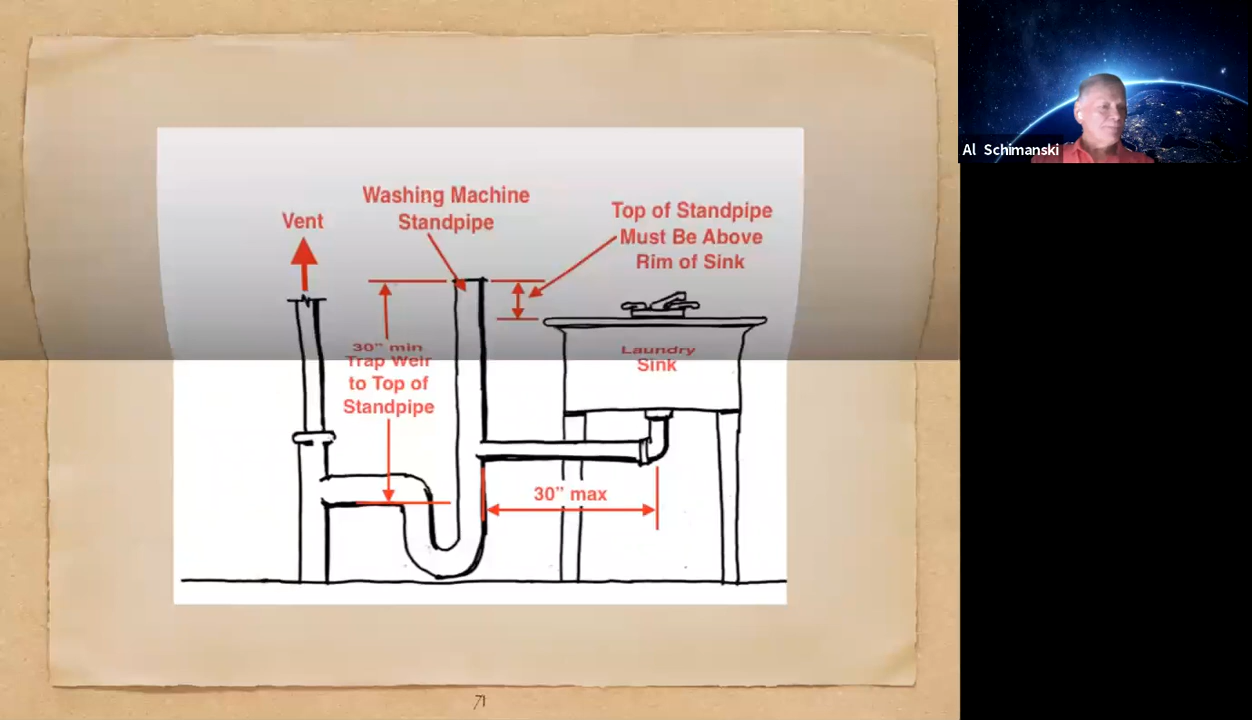 Washing Machine
Standpipe
Vent
Top of Standpipe
Must Be Above
Rim of Sink
30” min
Trap Weir
to Top of
Standpipe
Laundry
Sink
30” max
71
Al Schimanski